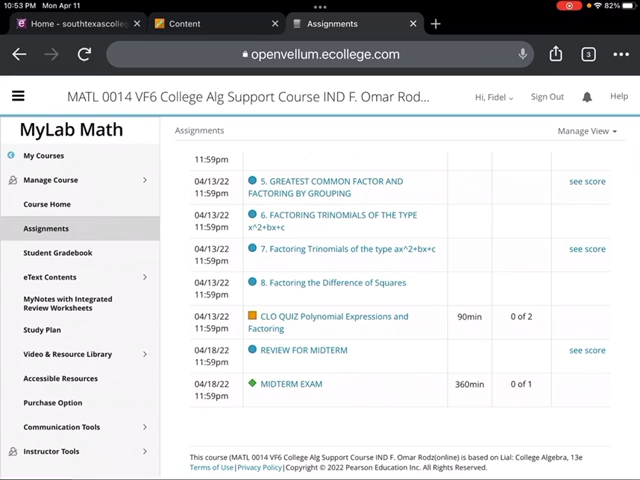 10:53 PM Mon Apr 11
82%
Home - southtexascolleg
Content
Assignments
openvellum.ecollege.com
3
MATL 0014 VF6 College Alg Support Course IND F. Omar Rod...
Hi, Fidel
Sign Out
Help
MyLab Math
My Courses
Manage Course
Course Home
Assignments
Student Gradebook
eText Contents
MyNotes with Integrated
Review Worksheets
Study Plan
Video & Resource Library
Accessible Resources
Purchase Option
Communication Tools
Instructor Tools
Assignments
Manage View
11:59pm
04/13/22 5. GREATEST COMMON FACTOR AND see score
11:59pm FACTORING BY GROUPING
04/13/22 6. FACTORING TRINOMIALS OF THE TYPE
11:59pm x^2+bx+c
04/13/22 7. Factoring Trinomials of the type ax^2+bx+c see score
11:59pm
04/13/22 8. Factoring the Difference of Squares
11:59pm
04/13/22 CLO QUIZ Polynomial Expressions and 90min 0 of 2
11:59pm Factoring
04/18/22 REVIEW FOR MIDTERM see score
11:59pm
04/18/22 MIDTERM EXAM 360min 0 of 1
11:59pm
This course (MATL 0014 VF6 College Alg Support Course IND F. Omar Rodz(online) is based on Lial: College Algebra, 13e
Terms of Use|Privacy Policy|Copyright © 2022 Pearson Education Inc. All Rights Reserved.